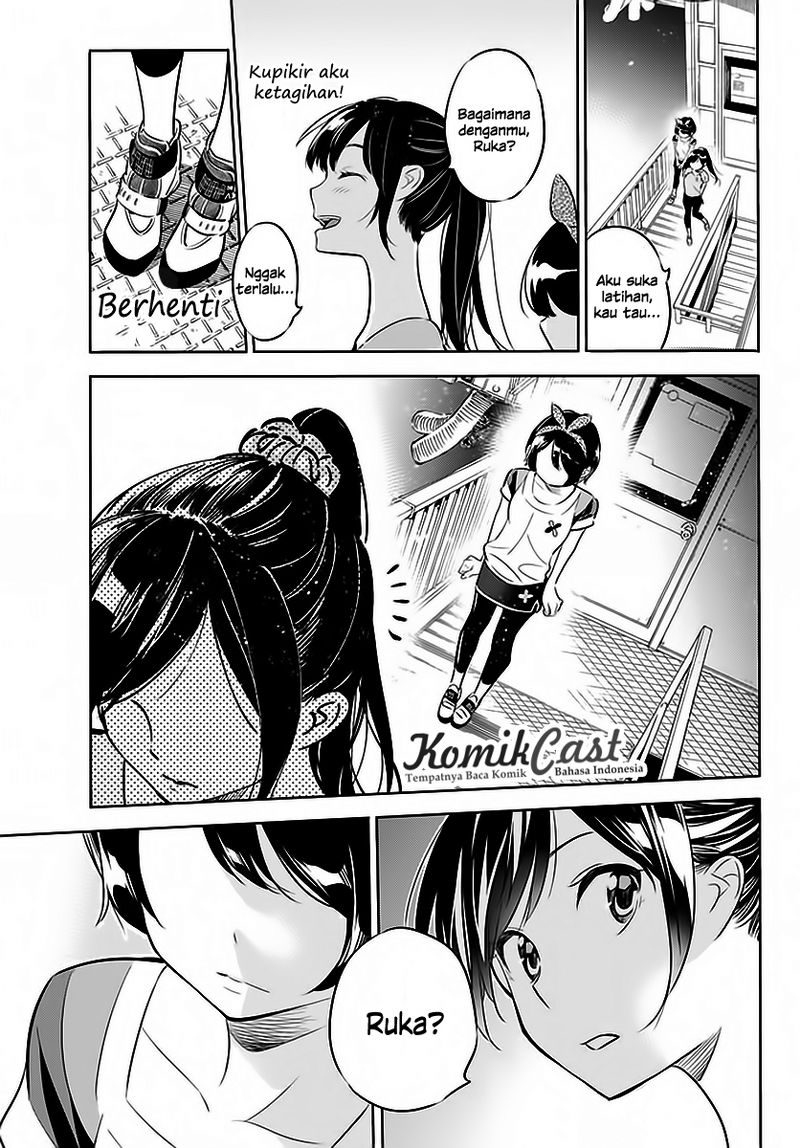 Aku suka
latihan,
kau tau...
Bagaimana
denganmu,
Ruka?
Kupikir aku
ketagihan!
Nggak
terlalu...
Berhenti
KomikCast
Tempatnya Baca Komik Bahasa Indonesia
Ruka?